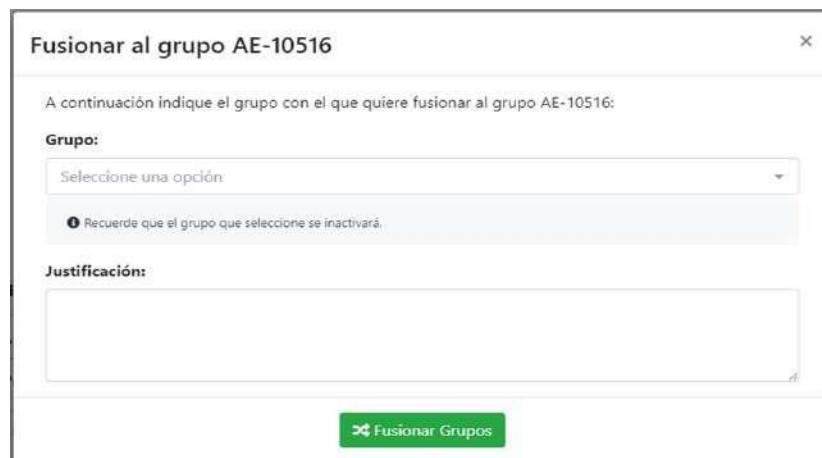 Fusionar al grupo AE-10516
×
A continuación indique el grupo con el que quiere fusionar al grupo AE-10516:
Grupo:
Seleccione una opción
Recuerde que el grupo que seleccione se inactivará.
Justificación:
Fusionar Grupos